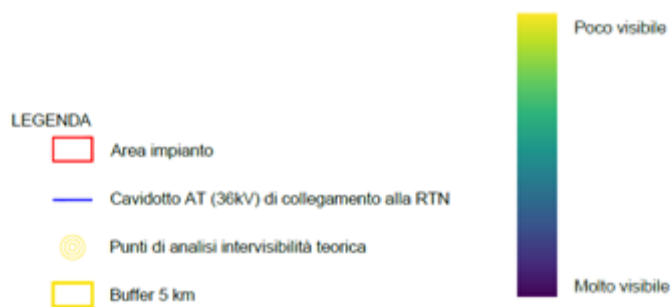 LEGENDA
Area impianto
Cavidotto AT (36kV) di collegamento alla RTN
Punti di analisi intervisibilità teorica
Buffer 5 km
Poco visibile
Molto visibile